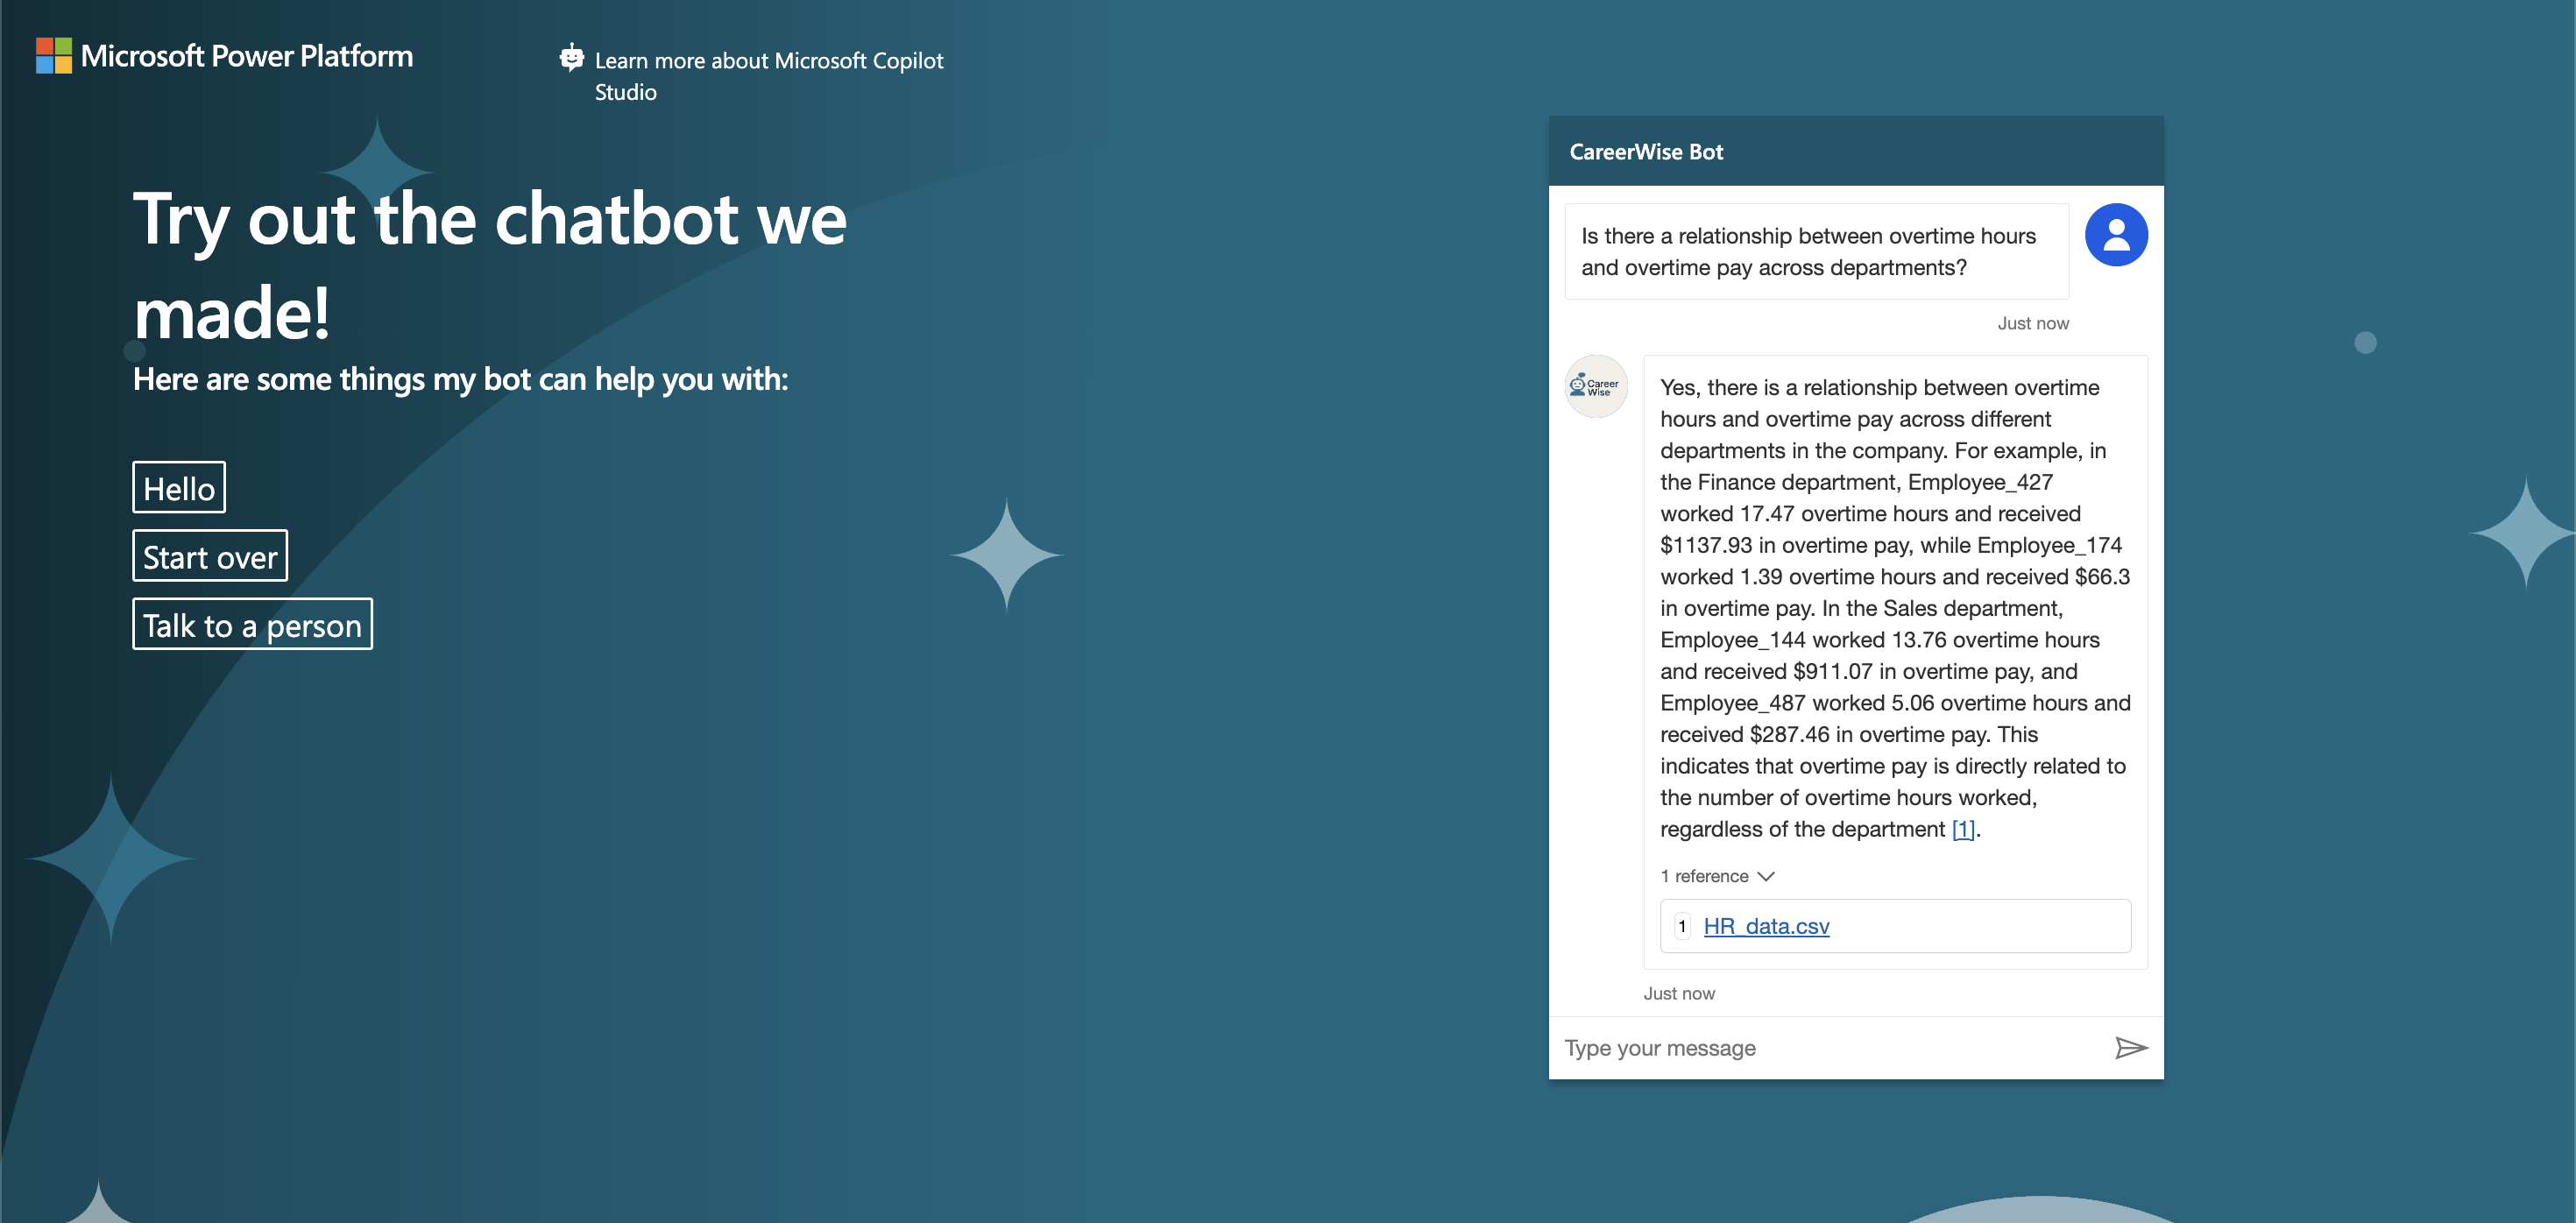 Microsoft Power Platform
Learn more about Microsoft Copilot
Studio
Try out the chatbot we
made!
Here are some things my bot can help you with:
Hello
Start over
Talk to a person
CareerWise Bot
Is there a relationship between overtime hours
and overtime pay across departments?
Just now
Career
Wise
Yes, there is a relationship between overtime
hours and overtime pay across different
departments in the company. For example, in
the Finance department, Employee_427
worked 17.47 overtime hours and received
$1137.93 in overtime pay, while Employee_174
worked 1.39 overtime hours and received $66.3
in overtime pay. In the Sales department,
Employee_144 worked 13.76 overtime hours
and received $911.07 in overtime pay, and
Employee_487 worked 5.06 overtime hours and
received $287.46 in overtime pay. This
indicates that overtime pay is directly related to
the number of overtime hours worked,
regardless of the department [1].
1 reference
1 HR_data.csv
Just now
Type your message